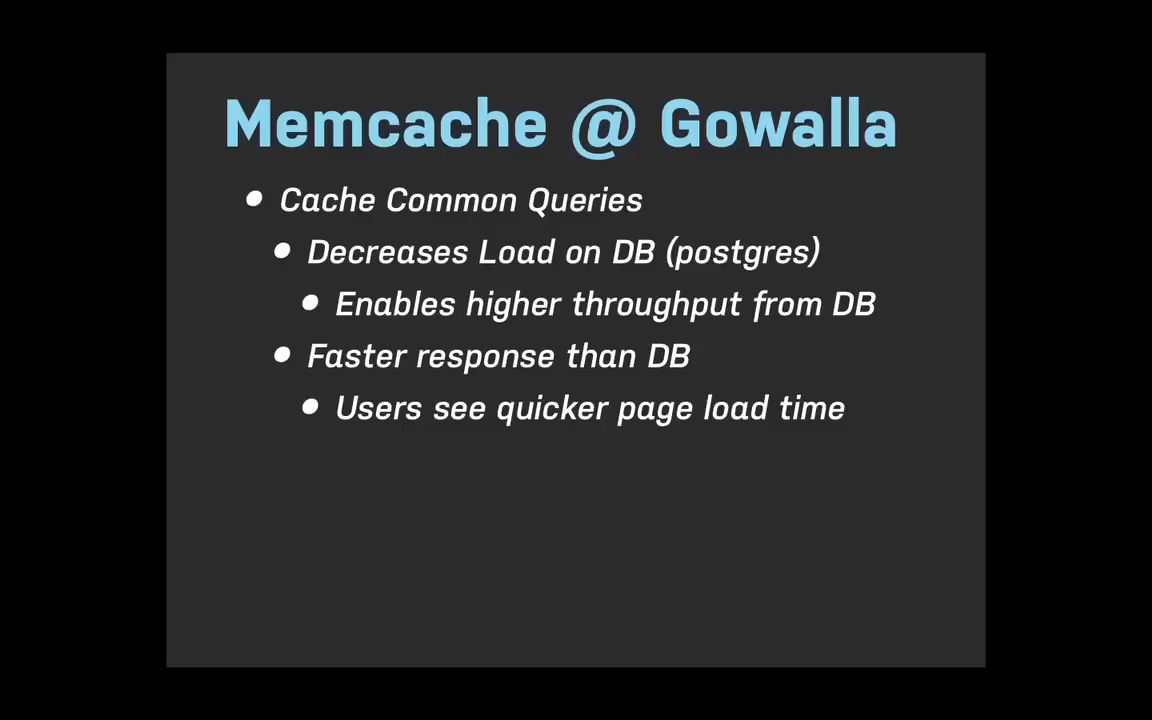 Memcache @ Gowalla
• Cache Common Queries
• Decreases Load on DB (postgres)
• Enables higher throughput from DB
• Faster response than DB
• Users see quicker page load time